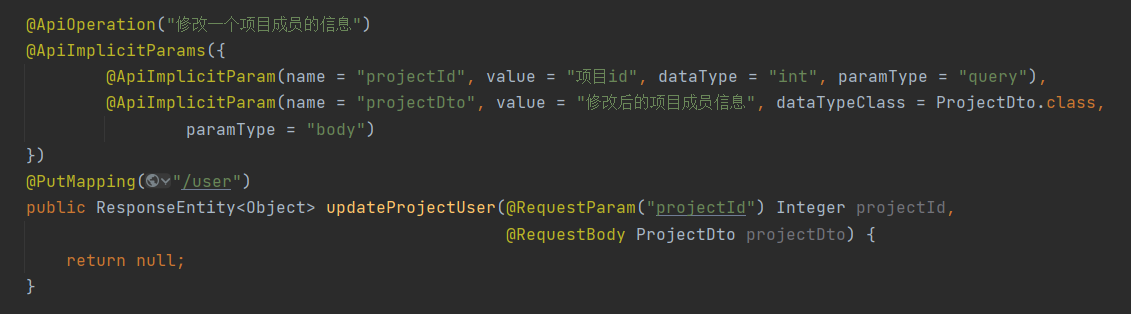 @ApiOperation("修改一个项目成员的信息")
@ApiImplicitParams({
@ApiImplicitParam(name = "projectId", value = "项目id", dataType = "int", paramType = "query"),
@ApiImplicitParam(name = "projectDto", value = "修改后的项目成员信息", dataTypeClass = ProjectDto.class,
paramType = "body")
})
@PutMapping("/user")
public ResponseEntity<Object> updateProjectUser(@RequestParam("projectId") Integer projectId,
@RequestBody ProjectDto projectDto) {
return null;
}